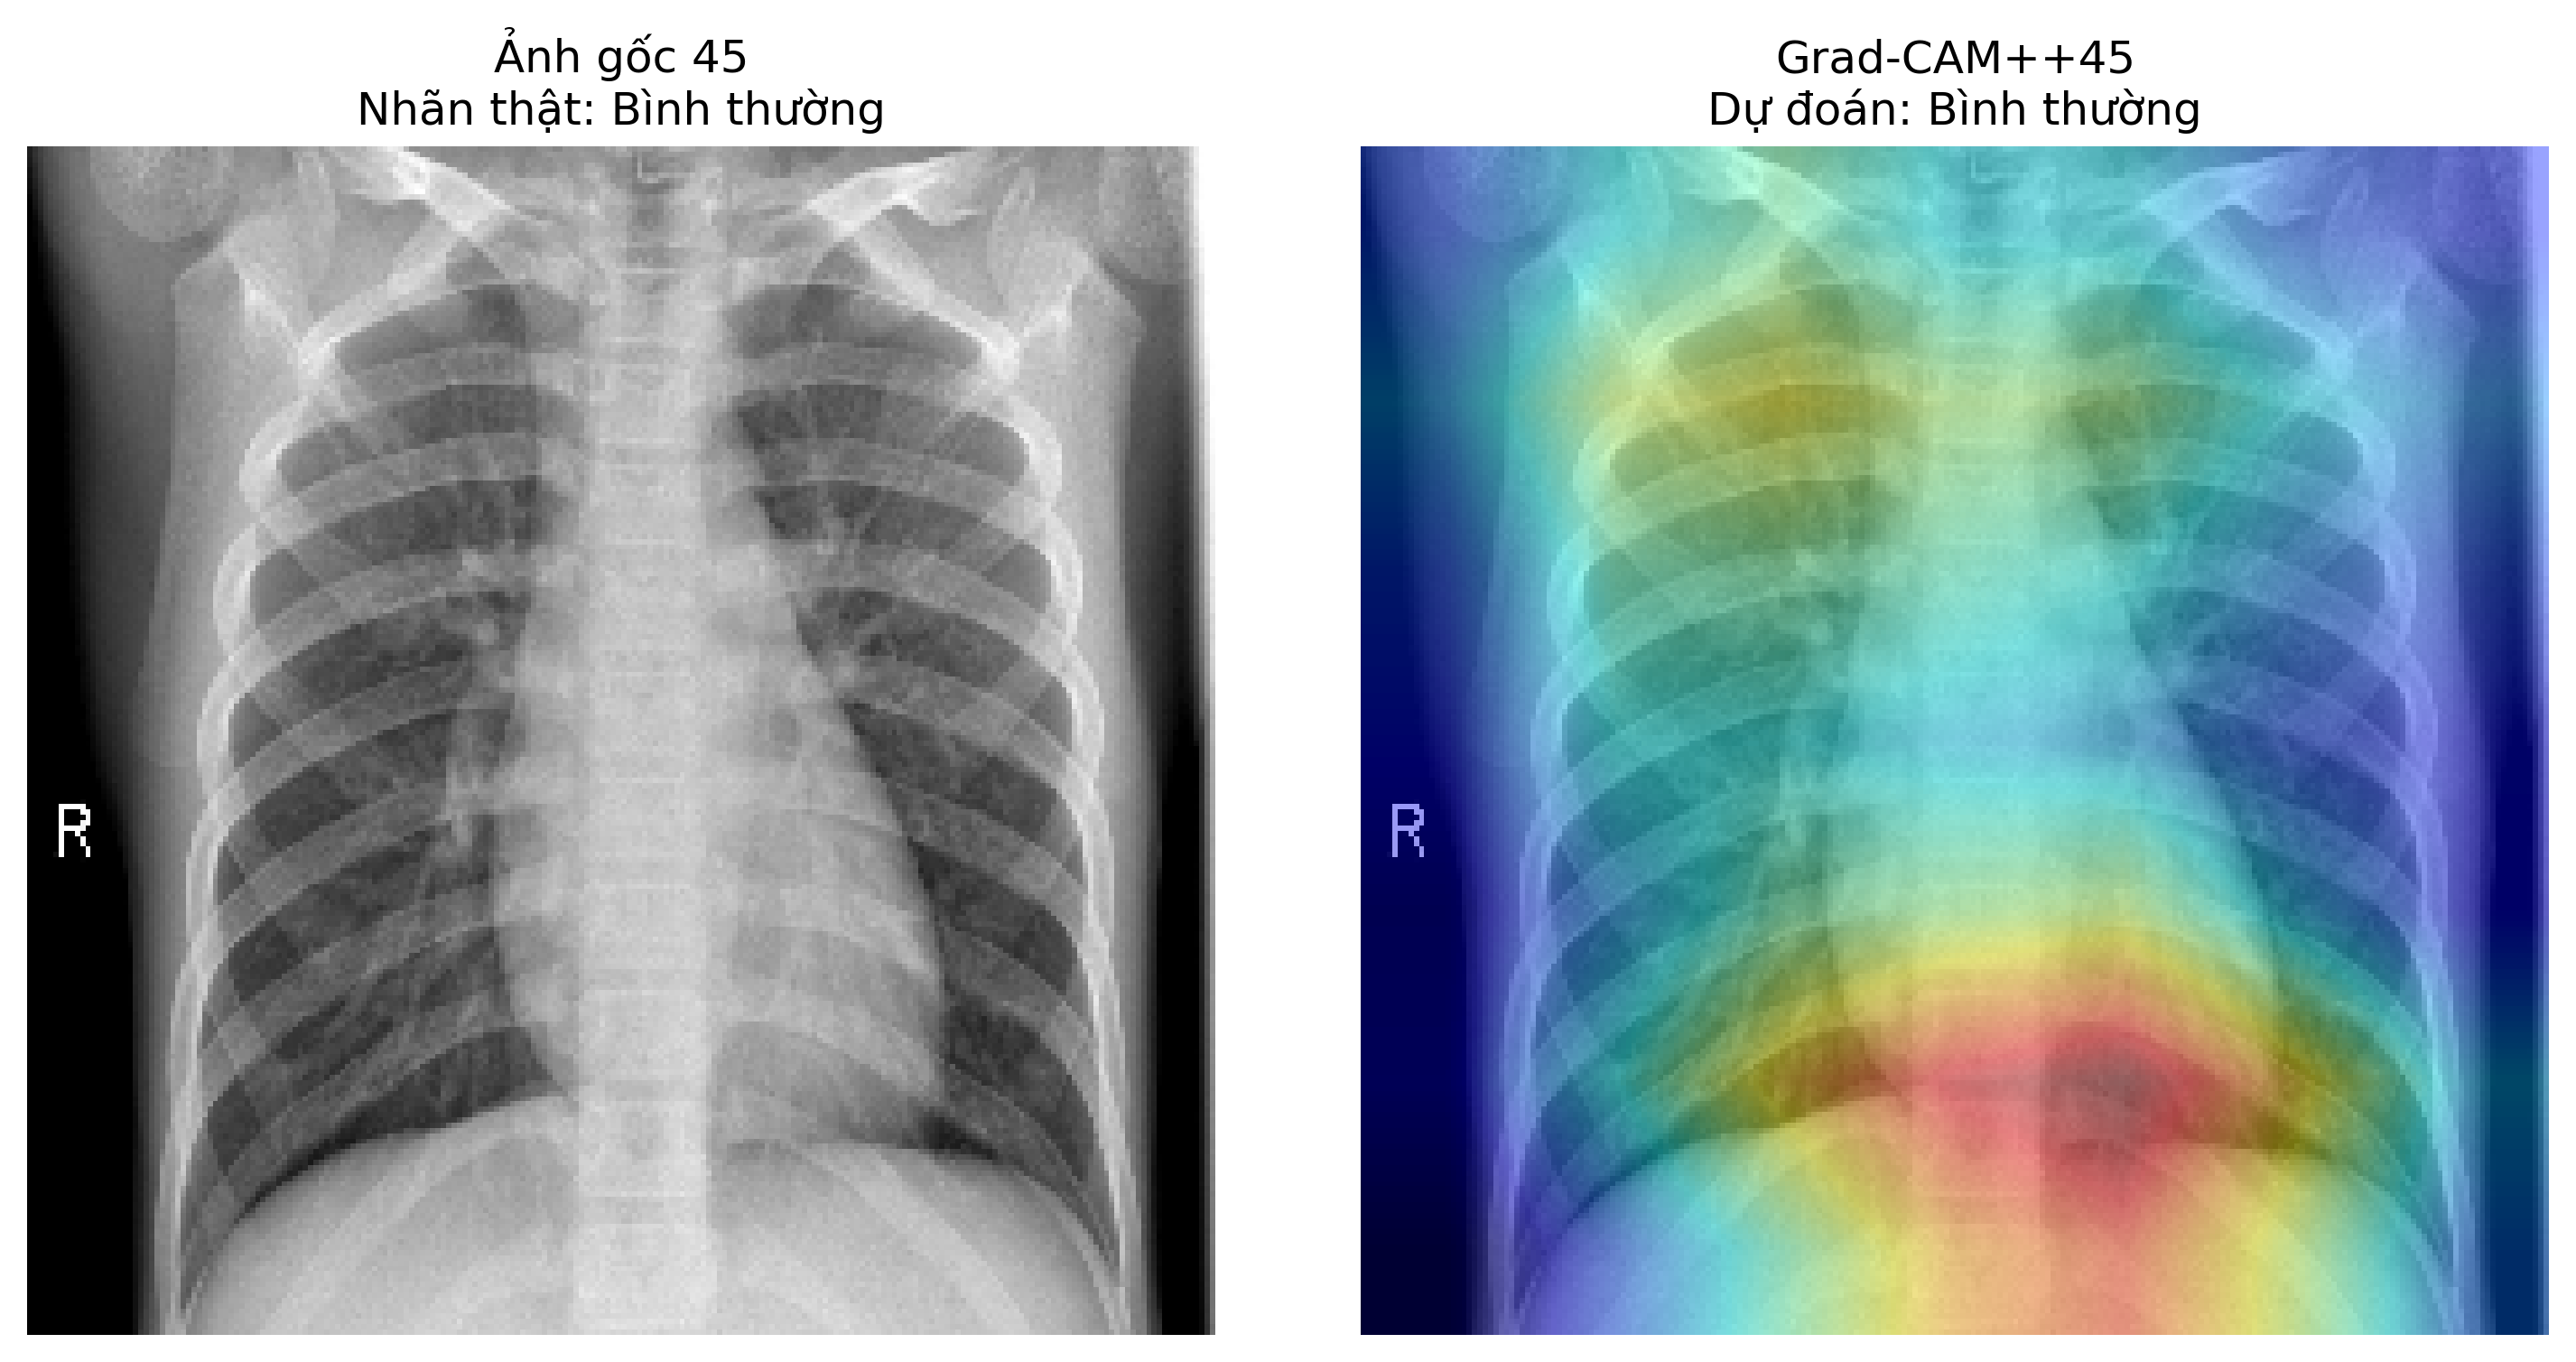 Ảnh gốc 45
Nhãn thật: Bình thường
Grad-CAM++45
Dự đoán: Bình thường
R
R